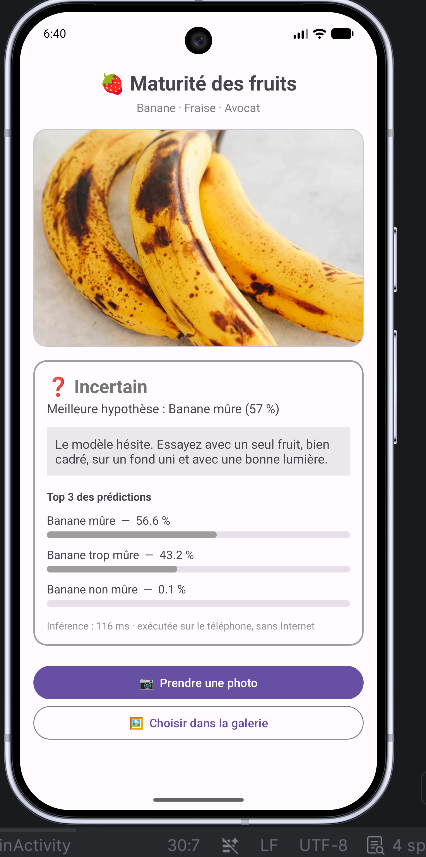 6:40
🍓 Maturité des fruits
Banane · Fraise · Avocat
❓ Incertain
Meilleure hypothèse : Banane mûre (57 %)
Le modèle hésite. Essayez avec un seul fruit, bien
cadré, sur un fond uni et avec une bonne lumière.
Top 3 des prédictions
Banane mûre — 56.6 %
Banane trop mûre — 43.2 %
Banane non mûre — 0.1 %
Inférence : 116 ms · exécutée sur le téléphone, sans Internet
📷 Prendre une photo
🖼️ Choisir dans la galerie
inActivity 30:7 LF UTF-8 4 sp